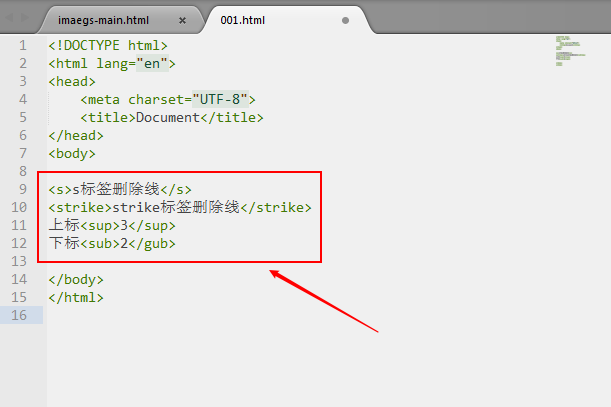 imaegs-main.html
001.html
1 <!DOCTYPE html>
2 <html lang="en">
3 <head>
4 <meta charset="UTF-8">
5 <title>Document</title>
6 </head>
7 <body>
8
9 <s>s标签删除线</s>
10 <strike>strike标签删除线</strike>
11 上标<sup>3</sup>
12 下标<sub>2</gub>
13
14 </body>
15 </html>
16